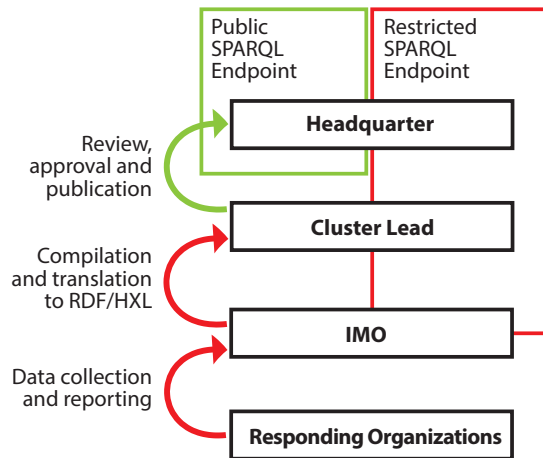 Public
SPARQL
Endpoint
Restricted
SPARQL
Endpoint
Headquarter
Review,
approval and
publication
Cluster Lead
Compilation
and translation
to RDF/HXL
IMO
Data collection
and reporting
Responding Organizations